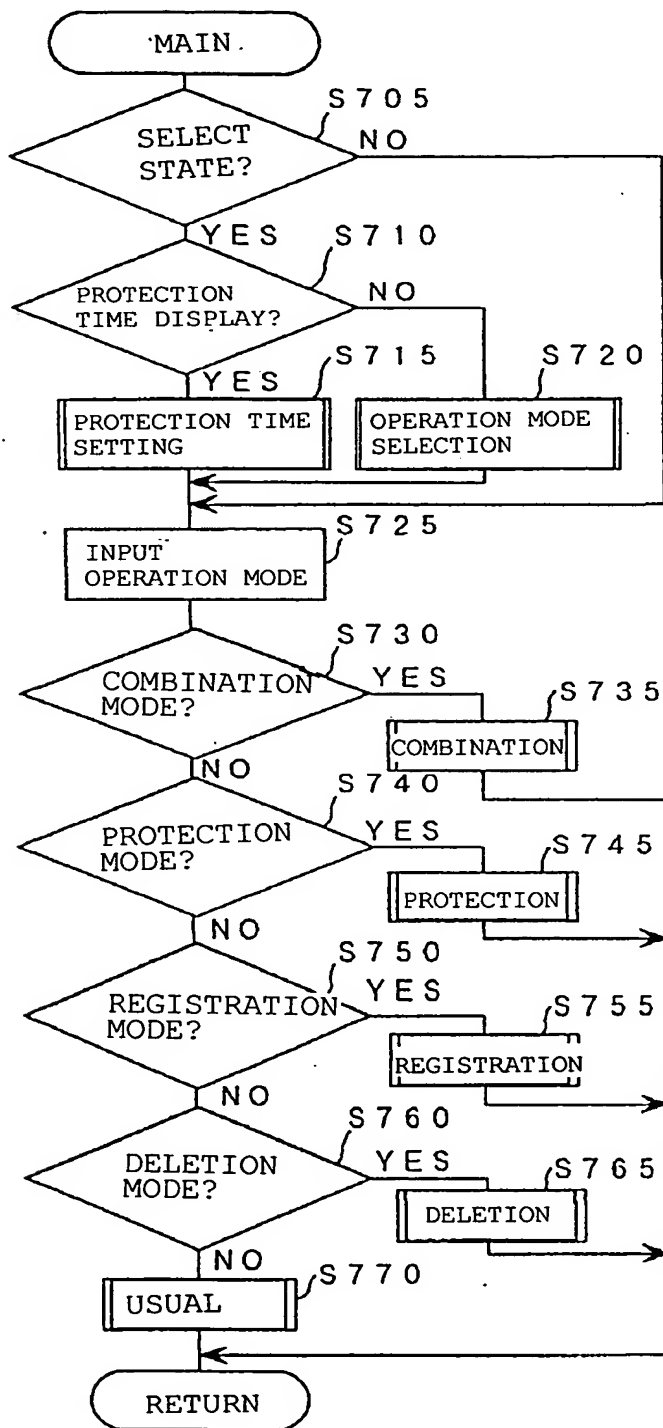 MAIN.
S705
SELECT
STATE?
NO
YES
S710
PROTECTION
TIME DISPLAY?
NO
YES
S715
S720
PROTECTION TIME
SETTING
OPERATION MODE
SELECTION
S725
INPUT
OPERATION MODE
S730
COMBINATION
MODE?
YES
S735
COMBINATION
NO
S740
PROTECTION
MODE?
YES
S745
PROTECTION
NO
S750
REGISTRATION
MODE?
YES
S755
REGISTRATION
NO
S760
DELETION
MODE?
YES
S765
DELETION
NO
S770
USUAL
RETURN